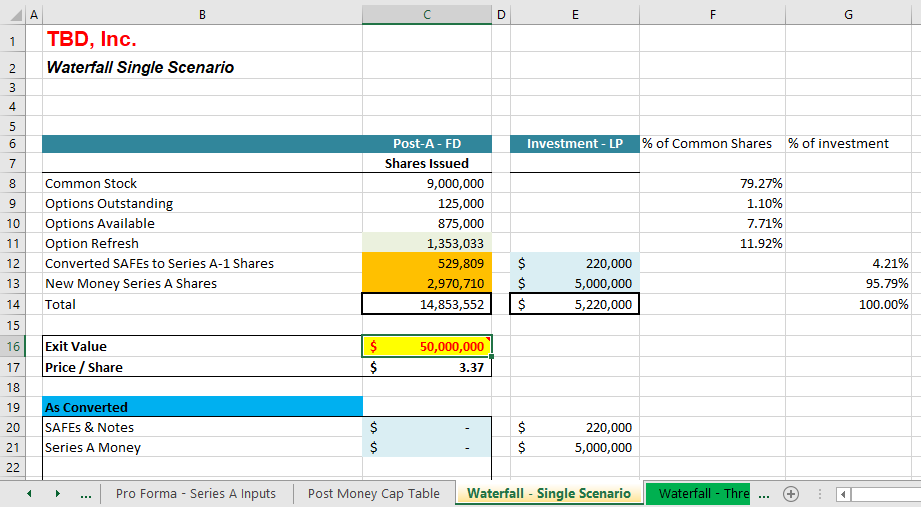 A B C D E F G
1 TBD, Inc.
2 Waterfall Single Scenario
3
4
5
6 Post-A - FD Investment - LP % of Common Shares % of investment
7 Shares Issued
8 Common Stock 9,000,000 79.27%
9 Options Outstanding 125,000 1.10%
10 Options Available 875,000 7.71%
11 Option Refresh 1,353,033 11.92%
12 Converted SAFEs to Series A-1 Shares 529,809 $ 220,000 4.21%
13 New Money Series A Shares 2,970,710 $ 5,000,000 95.79%
14 Total 14,853,552 $ 5,220,000 100.00%
15
16 Exit Value $ 50,000,000
17 Price / Share $ 3.37
18
19 As Converted
20 SAFEs & Notes $ - $ 220,000
21 Series A Money $ - $ 5,000,000
22
... Pro Forma - Series A Inputs Post Money Cap Table Waterfall - Single Scenario Waterfall - Thre ...